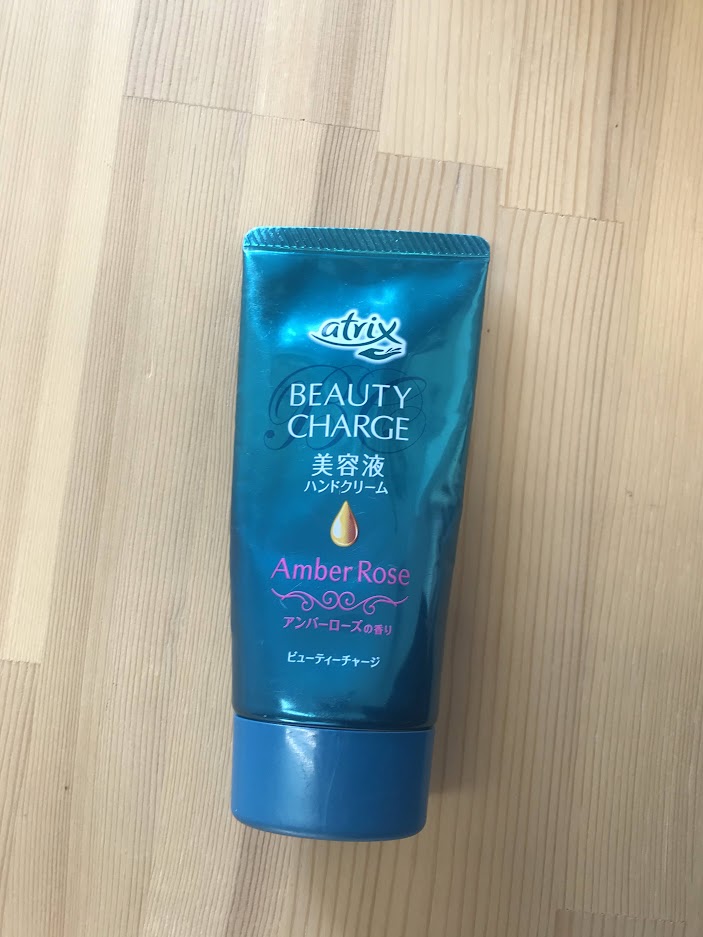 atrix
BEAUTY
CHARGE
美容液
ハンドクリーム
Amber Rose
アンバーローズの香り
ビューティーチャージ